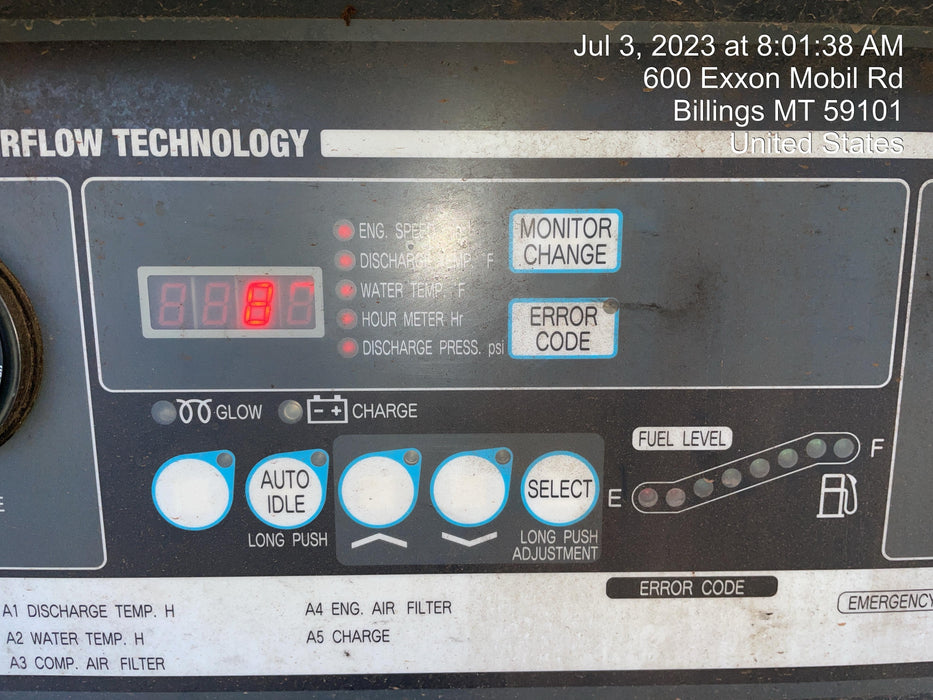 Jul 3, 2023 at 8:01:38 AM
600 Exxon Mobil Rd
Billings MT 59101
United States
RFLOW TECHNOLOGY
ENG. SPEED
DISCHARGE TEMP. °F
WATER TEMP. °F
HOUR METER Hr
DISCHARGE PRESS. psi
MONITOR
CHANGE
ERROR
CODE
GLOW
- +
CHARGE
AUTO
IDLE
LONG PUSH
SELECT
LONG PUSH
ADJUSTMENT
FUEL LEVEL
E
F
ERROR CODE
A1 DISCHARGE TEMP. H
A2 WATER TEMP. H
A3 COMP. AIR FILTER
A4 ENG. AIR FILTER
A5 CHARGE
EMERGENCY